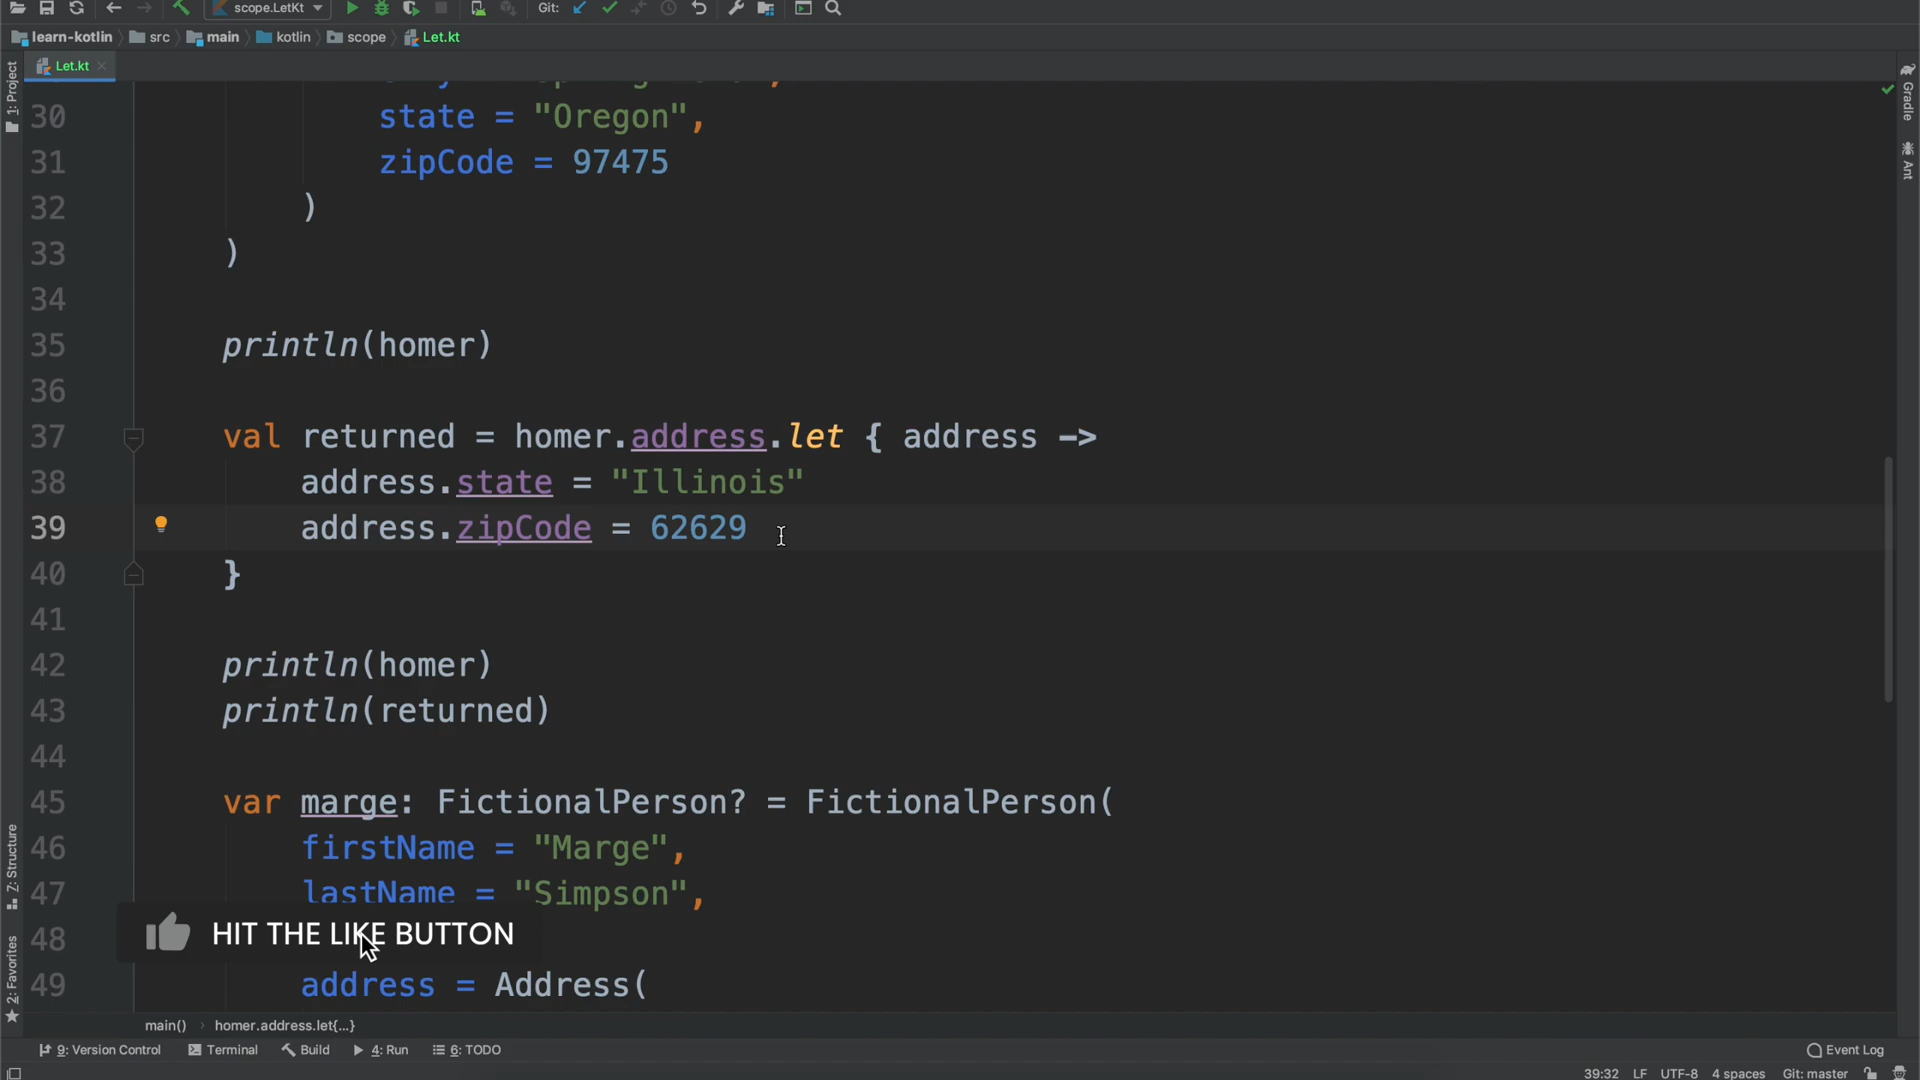 scope.LetKt
Git:
learn-kotlin src main kotlin scope Let.kt
Let.kt
1: Project
Gradle
Ant
30 state = "Oregon",
31 zipCode = 97475
32 )
33 )
34
35 println(homer)
36
37 val returned = homer.address.let { address ->
38 address.state = "Illinois"
39 address.zipCode = 62629
40 }
41
42 println(homer)
43 println(returned)
44
45 var marge: FictionalPerson? = FictionalPerson(
46 firstName = "Marge",
47 lastName = "Simpson",
48
HIT THE LIKE BUTTON
49 address = Address(
Z: Structure
2: Favorites
main() homer.address.let{...}
9: Version Control Terminal Build 4: Run 6: TODO Event Log
39:32 LF UTF-8 4 spaces Git: master